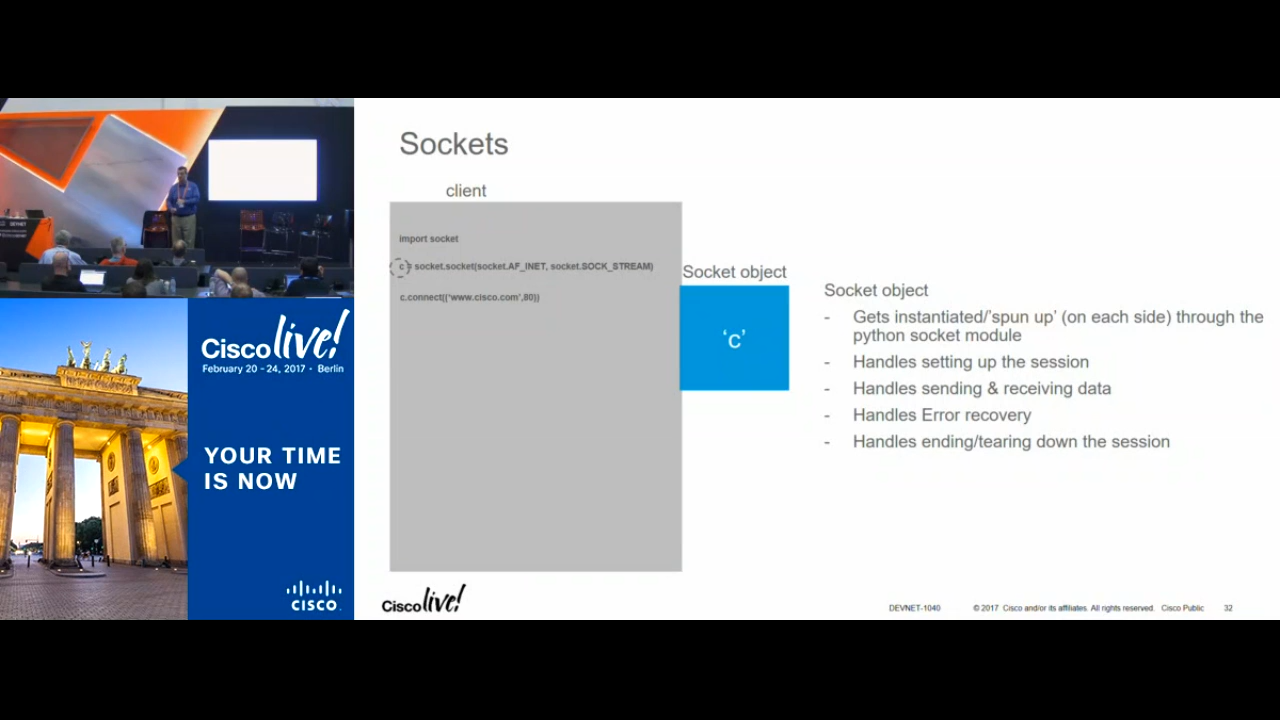 Sockets
client
import socket
c = socket.socket(socket.AF_INET, socket.SOCK_STREAM)
c.connect(('www.cisco.com',80))
Socket object
'c'
Socket object
- Gets instantiated/'spun up' (on each side) through the
python socket module
- Handles setting up the session
- Handles sending & receiving data
- Handles Error recovery
- Handles ending/tearing down the session
Cisco live!
DEVNET-1040
© 2017 Cisco and/or its affiliates. All rights reserved. Cisco Public
32
DEVNET
Cisco live!
February 20 - 24, 2017 • Berlin
YOUR TIME
IS NOW
CISCO.